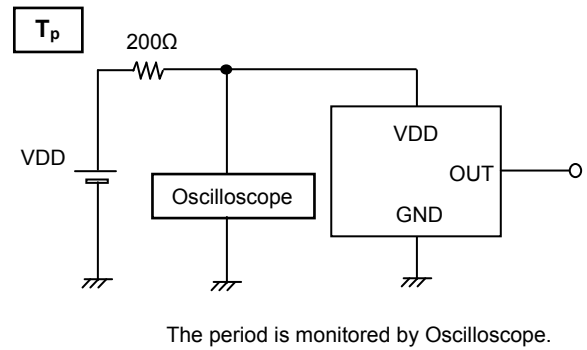 Tp
200Ω
VDD
VDD
OUT
Oscilloscope
GND
The period is monitored by Oscilloscope.